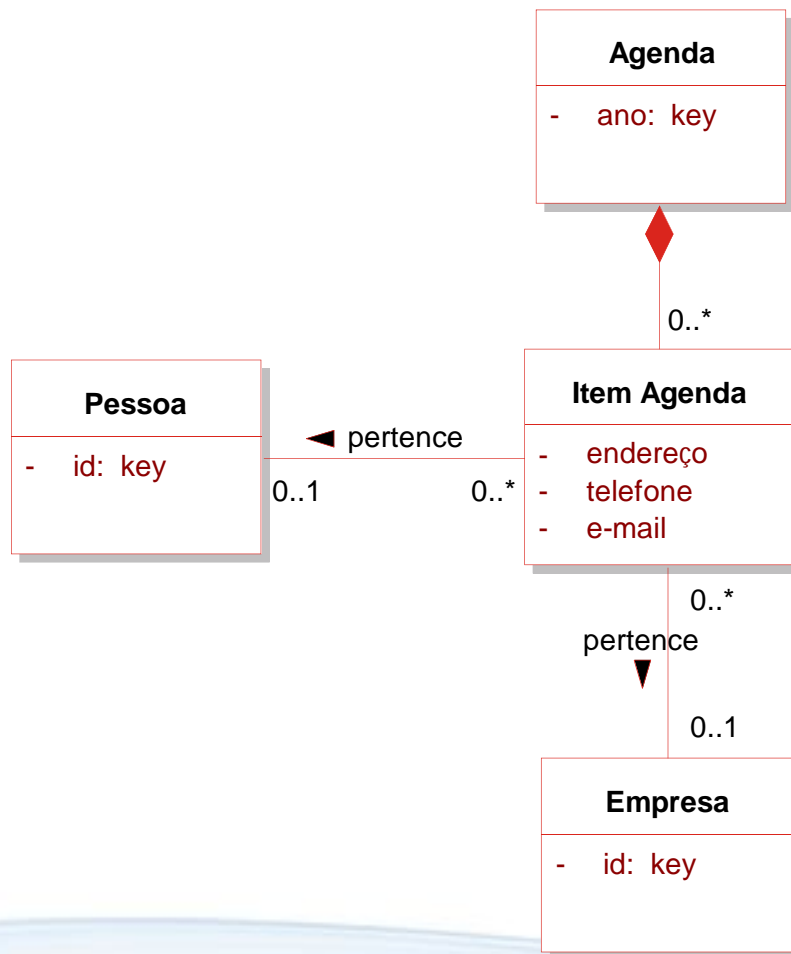 Agenda
- ano: key
0..*
Pessoa
- id: key
pertence
0..1
0..*
Item Agenda
- endereço
- telefone
- e-mail
0..*
pertence
0..1
Empresa
- id: key